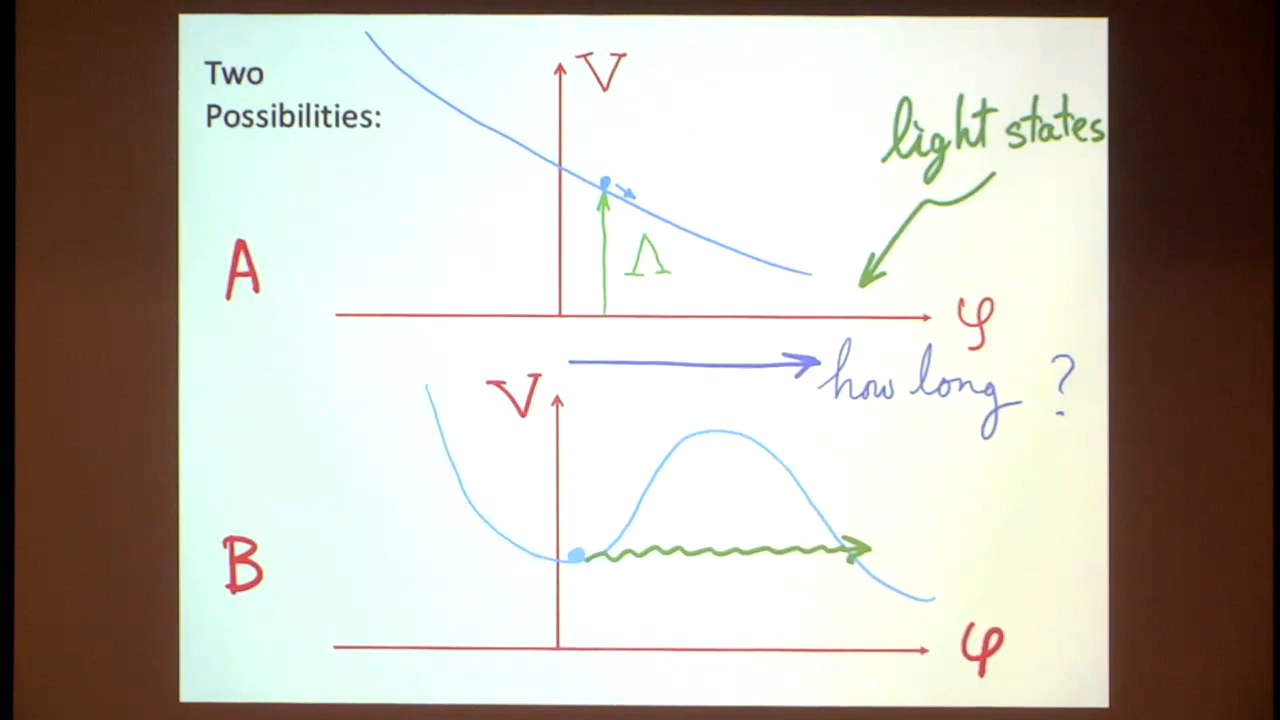 Two
Possibilities:
V
light states
A
Λ
φ
how long ?
V
B
φ